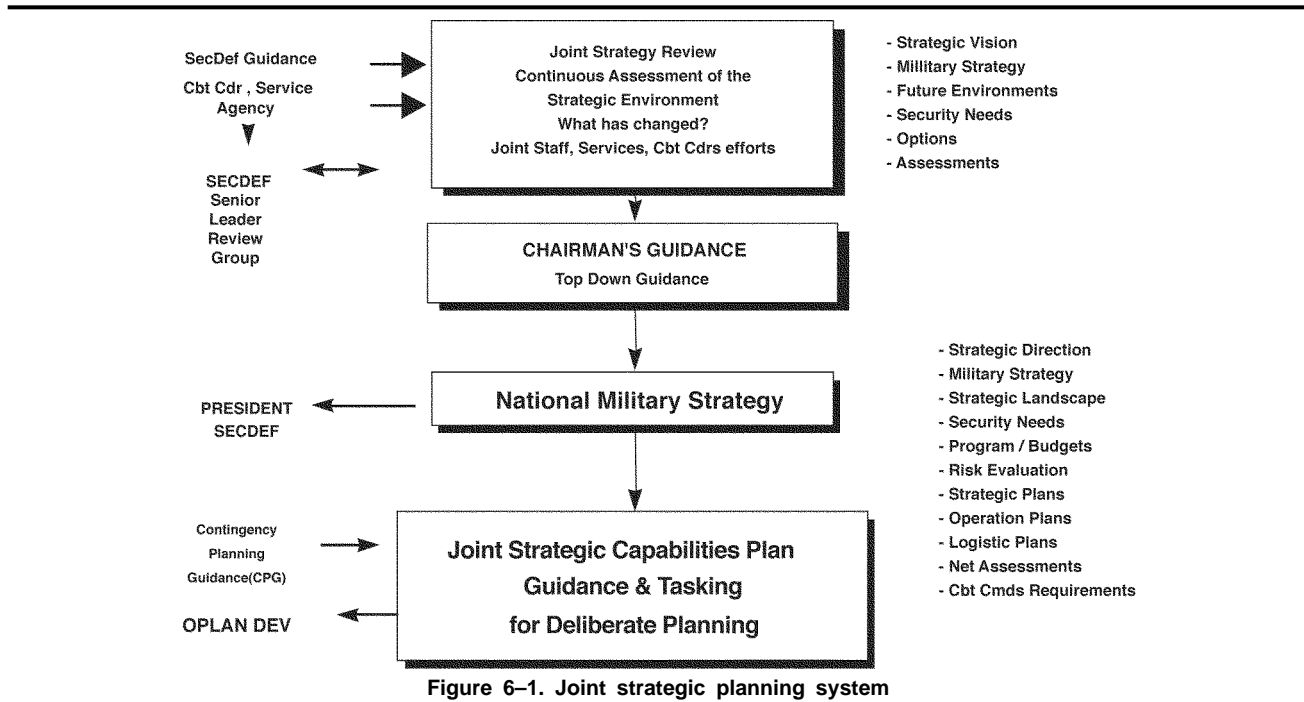 SecDef Guidance
Cbt Cdr , Service
Agency
SECDEF
Senior
Leader
Review
Group
Joint Strategy Review
Continuous Assessment of the
Strategic Environment
What has changed?
Joint Staff, Services, Cbt Cdrs efforts
- Strategic Vision
- Millitary Strategy
- Future Environments
- Security Needs
- Options
- Assessments
CHAIRMAN'S GUIDANCE
Top Down Guidance
National Military Strategy
PRESIDENT
SECDEF
- Strategic Direction
- Military Strategy
- Strategic Landscape
- Security Needs
- Program / Budgets
- Risk Evaluation
- Strategic Plans
- Operation Plans
- Logistic Plans
- Net Assessments
- Cbt Cmds Requirements
Contingency
Planning
Guidance(CPG)
OPLAN DEV
Joint Strategic Capabilities Plan
Guidance & Tasking
for Deliberate Planning
Figure 6–1. Joint strategic planning system